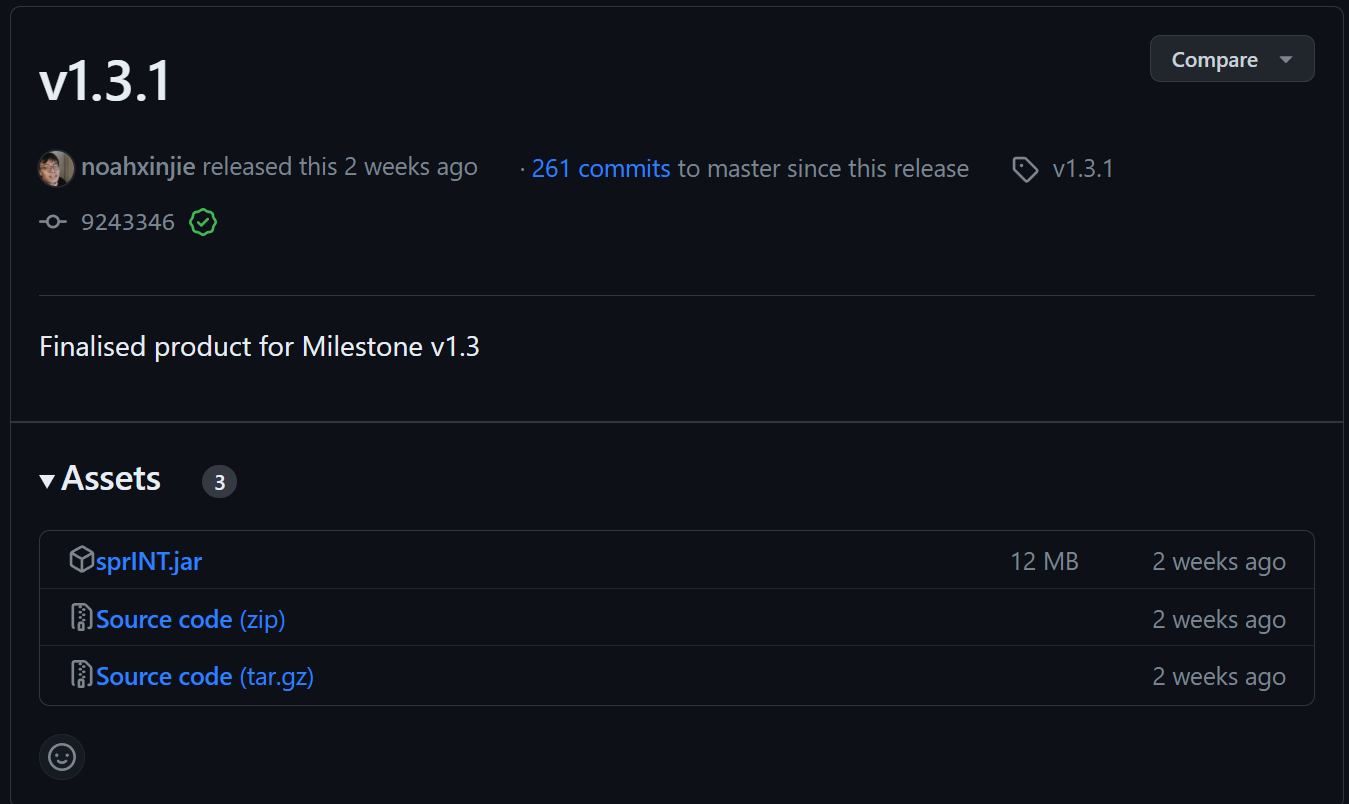 v1.3.1
Compare
noahxinjie released this 2 weeks ago · 261 commits to master since this release v1.3.1
9243346
Finalised product for Milestone v1.3
Assets 3
sprINT.jar 12 MB 2 weeks ago
Source code (zip) 2 weeks ago
Source code (tar.gz) 2 weeks ago